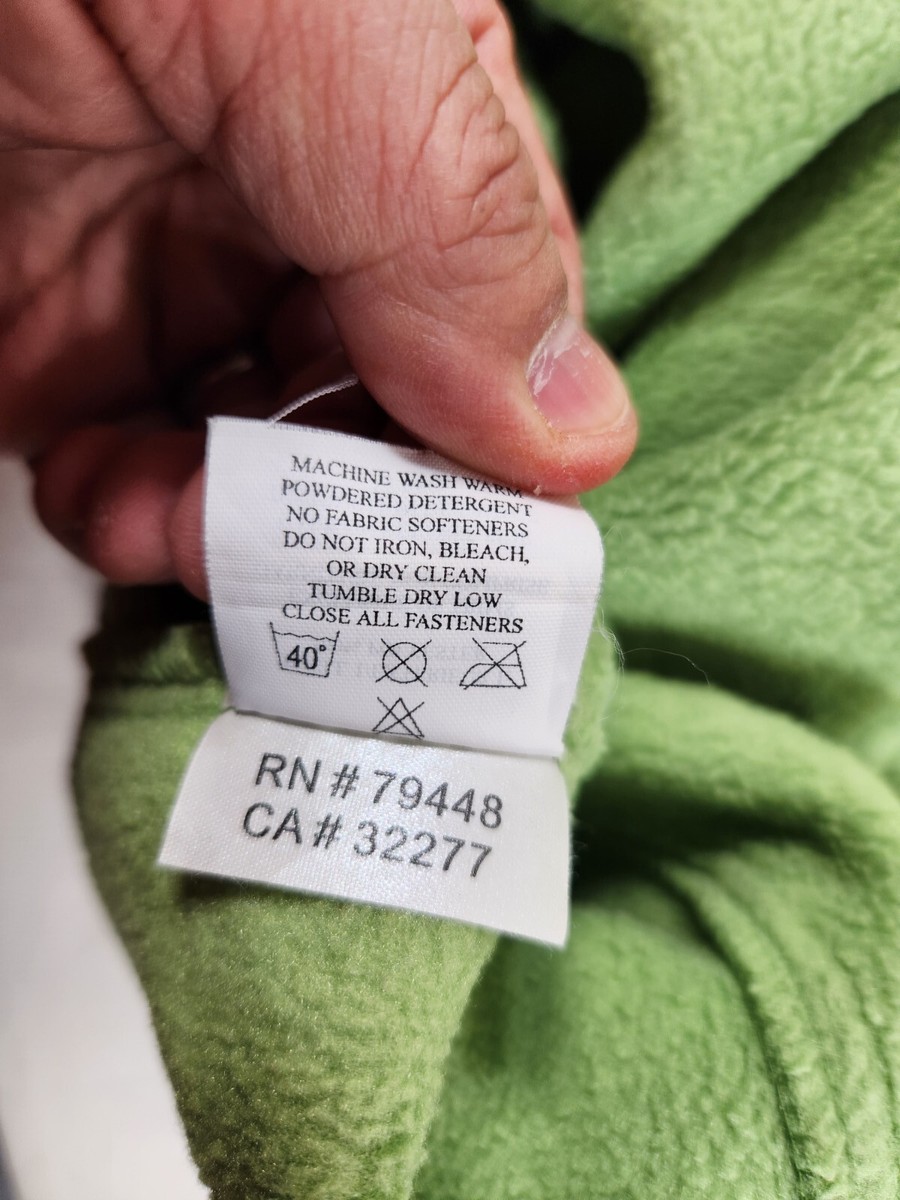 MACHINE WASH WARM
POWDERED DETERGENT
NO FABRIC SOFTENERS
DO NOT IRON, BLEACH,
OR DRY CLEAN
TUMBLE DRY LOW
CLOSE ALL FASTENERS
40°
RN # 79448
CA # 32277